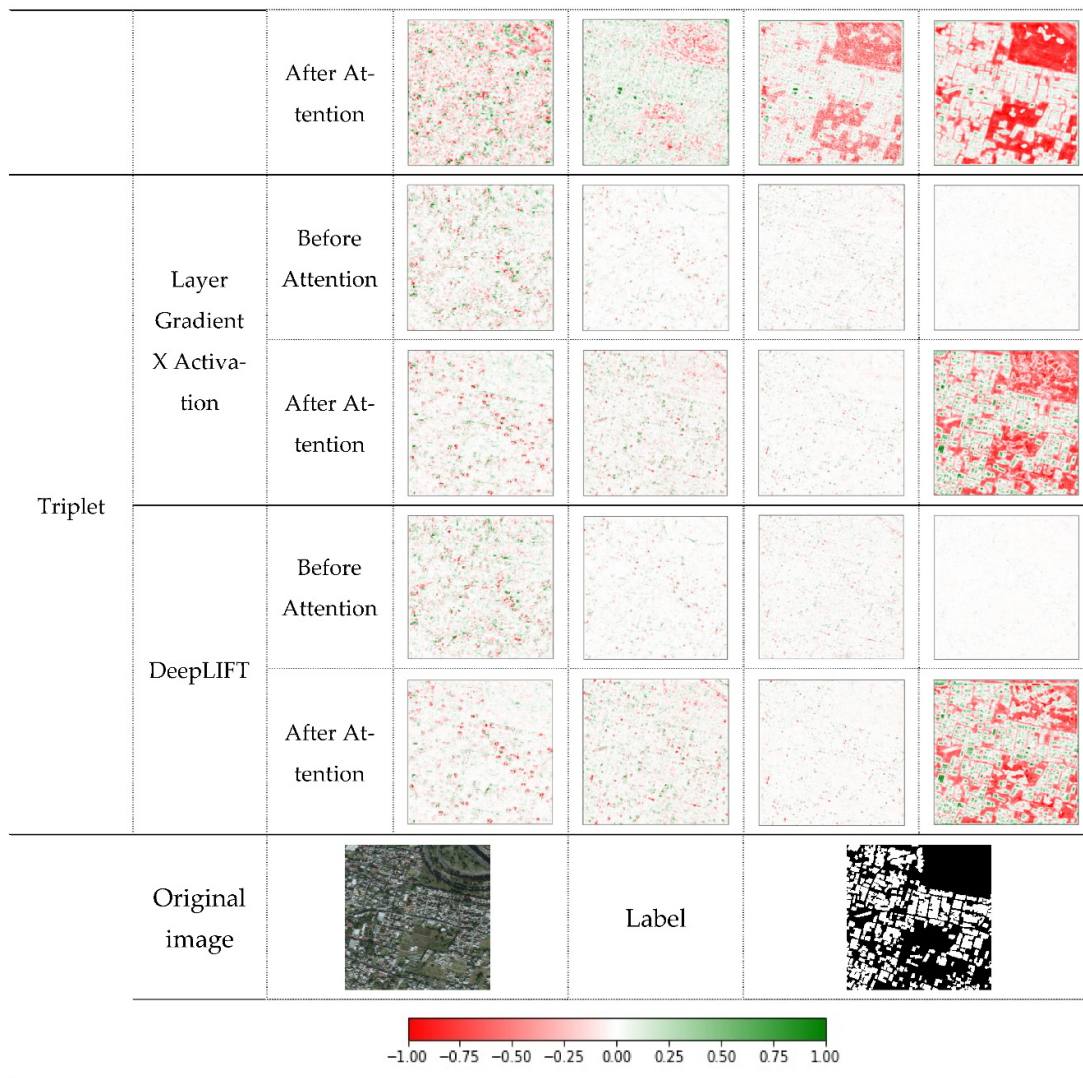 After At-
tention
Triplet
Layer
Gradient
X Activa-
tion
Before
Attention
After At-
tention
DeepLIFT
Before
Attention
After At-
tention
Original
image
Label
−1.00 −0.75 −0.50 −0.25 0.00 0.25 0.50 0.75 1.00